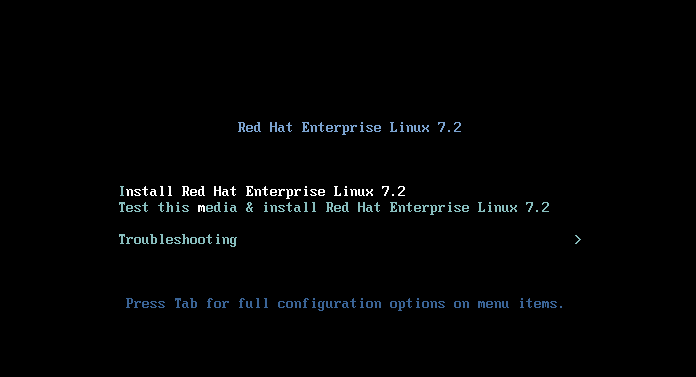 Red Hat Enterprise Linux 7.2
Install Red Hat Enterprise Linux 7.2
Test this media & install Red Hat Enterprise Linux 7.2
Troubleshooting >
Press Tab for full configuration options on menu items.